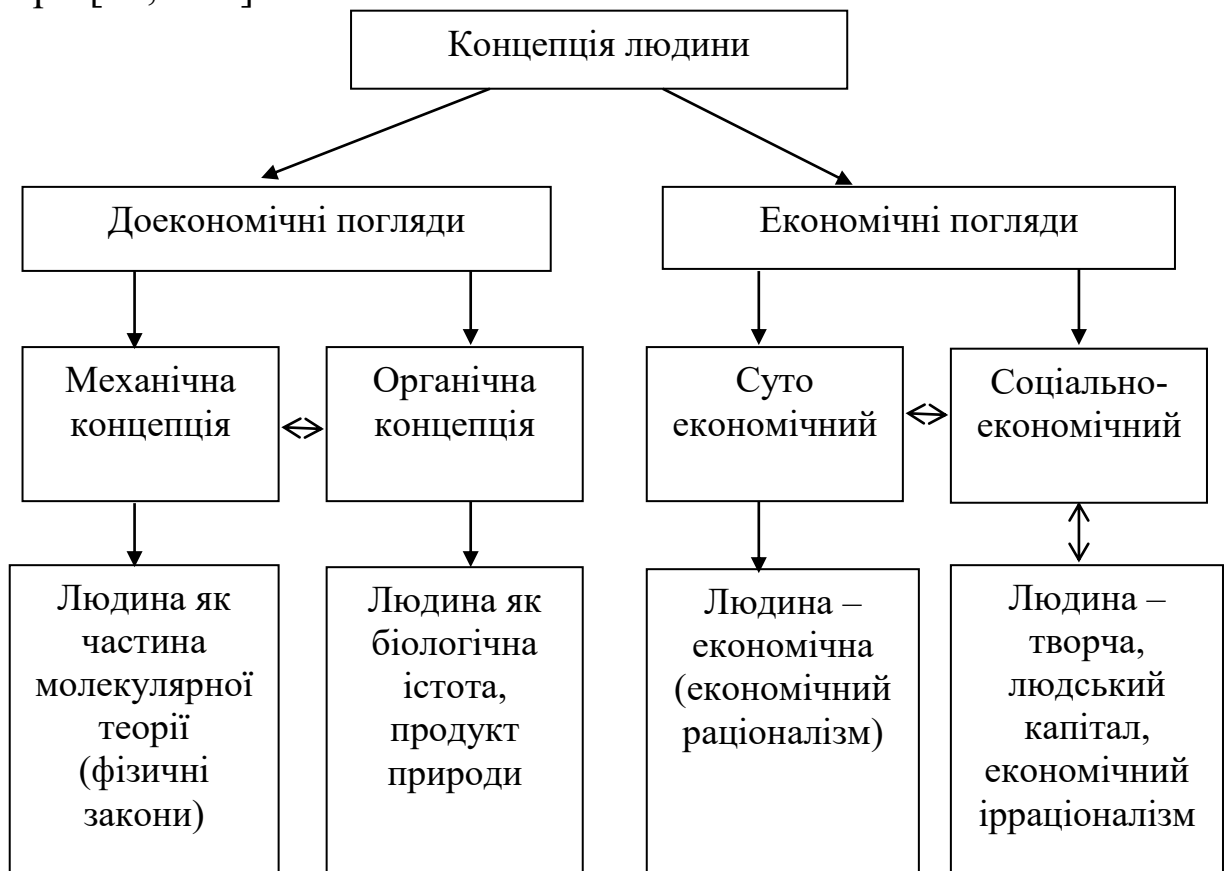 Концепція людини
Доекономічні погляди
Економічні погляди
Механічна
концепція
Органічна
концепція
Суто
економічний
Соціально-
економічний
Людина як
частина
молекулярної
теорії
(фізичні
закони)
Людина як
біологічна
істота,
продукт
природи
Людина –
економічна
(економічний
раціоналізм)
Людина –
творча,
людський
капітал,
економічний
ірраціоналізм